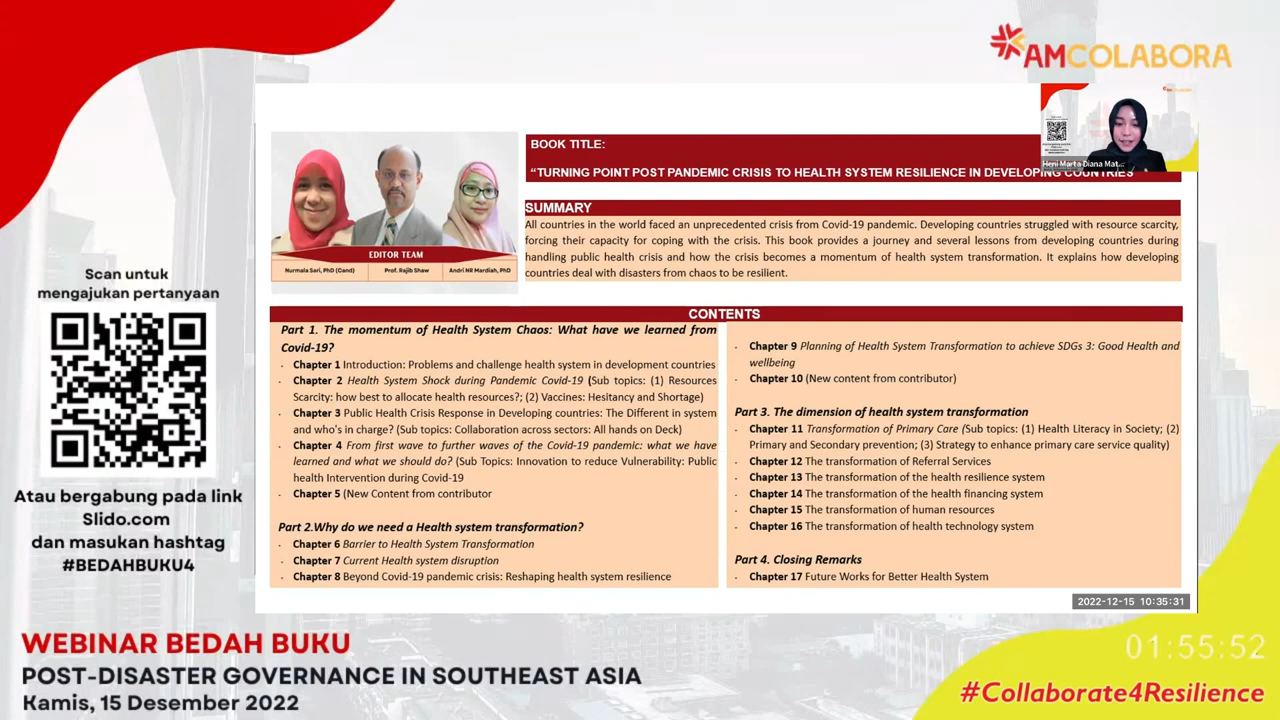 AMCOLABORA
Heni Marta Diana Mat...
BOOK TITLE:
“TURNING POINT POST PANDEMIC CRISIS TO HEALTH SYSTEM RESILIENCE IN DEVELOPING COUNTRIES
SUMMARY
All countries in the world faced an unprecedented crisis from Covid-19 pandemic. Developing countries struggled with resource scarcity,
forcing their capacity for coping with the crisis. This book provides a journey and several lessons from developing countries during
handling public health crisis and how the crisis becomes a momentum of health system transformation. It explains how developing
countries deal with disasters from chaos to be resilient.
EDITOR TEAM
Nurmala Sari, PhD (Cand)
Prof. Rajib Shaw
Andri NR Mardiah, PhD
CONTENTS
Part 1. The momentum of Health System Chaos: What have we learned from
Covid-19?
Chapter 1 Introduction: Problems and challenge health system in development countries
Chapter 2 Health System Shock during Pandemic Covid-19 (Sub topics: (1) Resources
Scarcity: how best to allocate health resources?; (2) Vaccines: Hesitancy and Shortage)
Chapter 3 Public Health Crisis Response in Developing countries: The Different in system
and who's in charge? (Sub topics: Collaboration across sectors: All hands on Deck)
Chapter 4 From first wave to further waves of the Covid-19 pandemic: what we have
learned and what we should do? (Sub Topics: Innovation to reduce Vulnerability: Public
health Intervention during Covid-19
Chapter 5 (New Content from contributor
Part 2.Why do we need a Health system transformation?
Chapter 6 Barrier to Health System Transformation
Chapter 7 Current Health system disruption
Chapter 8 Beyond Covid-19 pandemic crisis: Reshaping health system resilience
Chapter 9 Planning of Health System Transformation to achieve SDGs 3: Good Health and
wellbeing
Chapter 10 (New content from contributor)
Part 3. The dimension of health system transformation
Chapter 11 Transformation of Primary Care (Sub topics: (1) Health Literacy in Society; (2)
Primary and Secondary prevention; (3) Strategy to enhance primary care service quality)
Chapter 12 The transformation of Referral Services
Chapter 13 The transformation of the health resilience system
Chapter 14 The transformation of the health financing system
Chapter 15 The transformation of human resources
Chapter 16 The transformation of health technology system
Part 4. Closing Remarks
Chapter 17 Future Works for Better Health System
2022-12-15 10:35:31
Scan untuk
mengajukan pertanyaan
Atau bergabung pada link
Slido.com
dan masukan hashtag
#BEDAHBUKU4
WEBINAR BEDAH BUKU
POST-DISASTER GOVERNANCE IN SOUTHEAST ASIA
Kamis, 15 Desember 2022
01:55:52
#Collaborate4Resilience